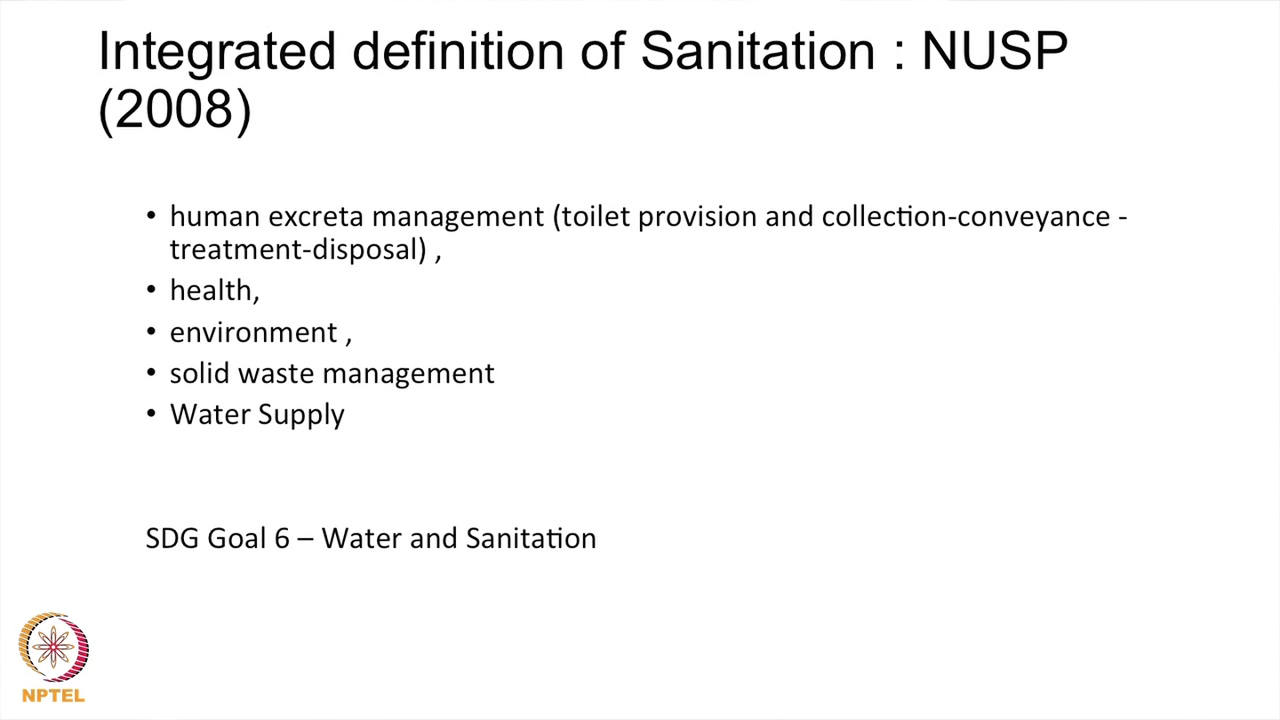 Integrated definition of Sanitation : NUSP
(2008)
• human excreta management (toilet provision and collection-conveyance -
treatment-disposal) ,
• health,
• environment ,
• solid waste management
• Water Supply
SDG Goal 6 – Water and Sanitation
NPTEL